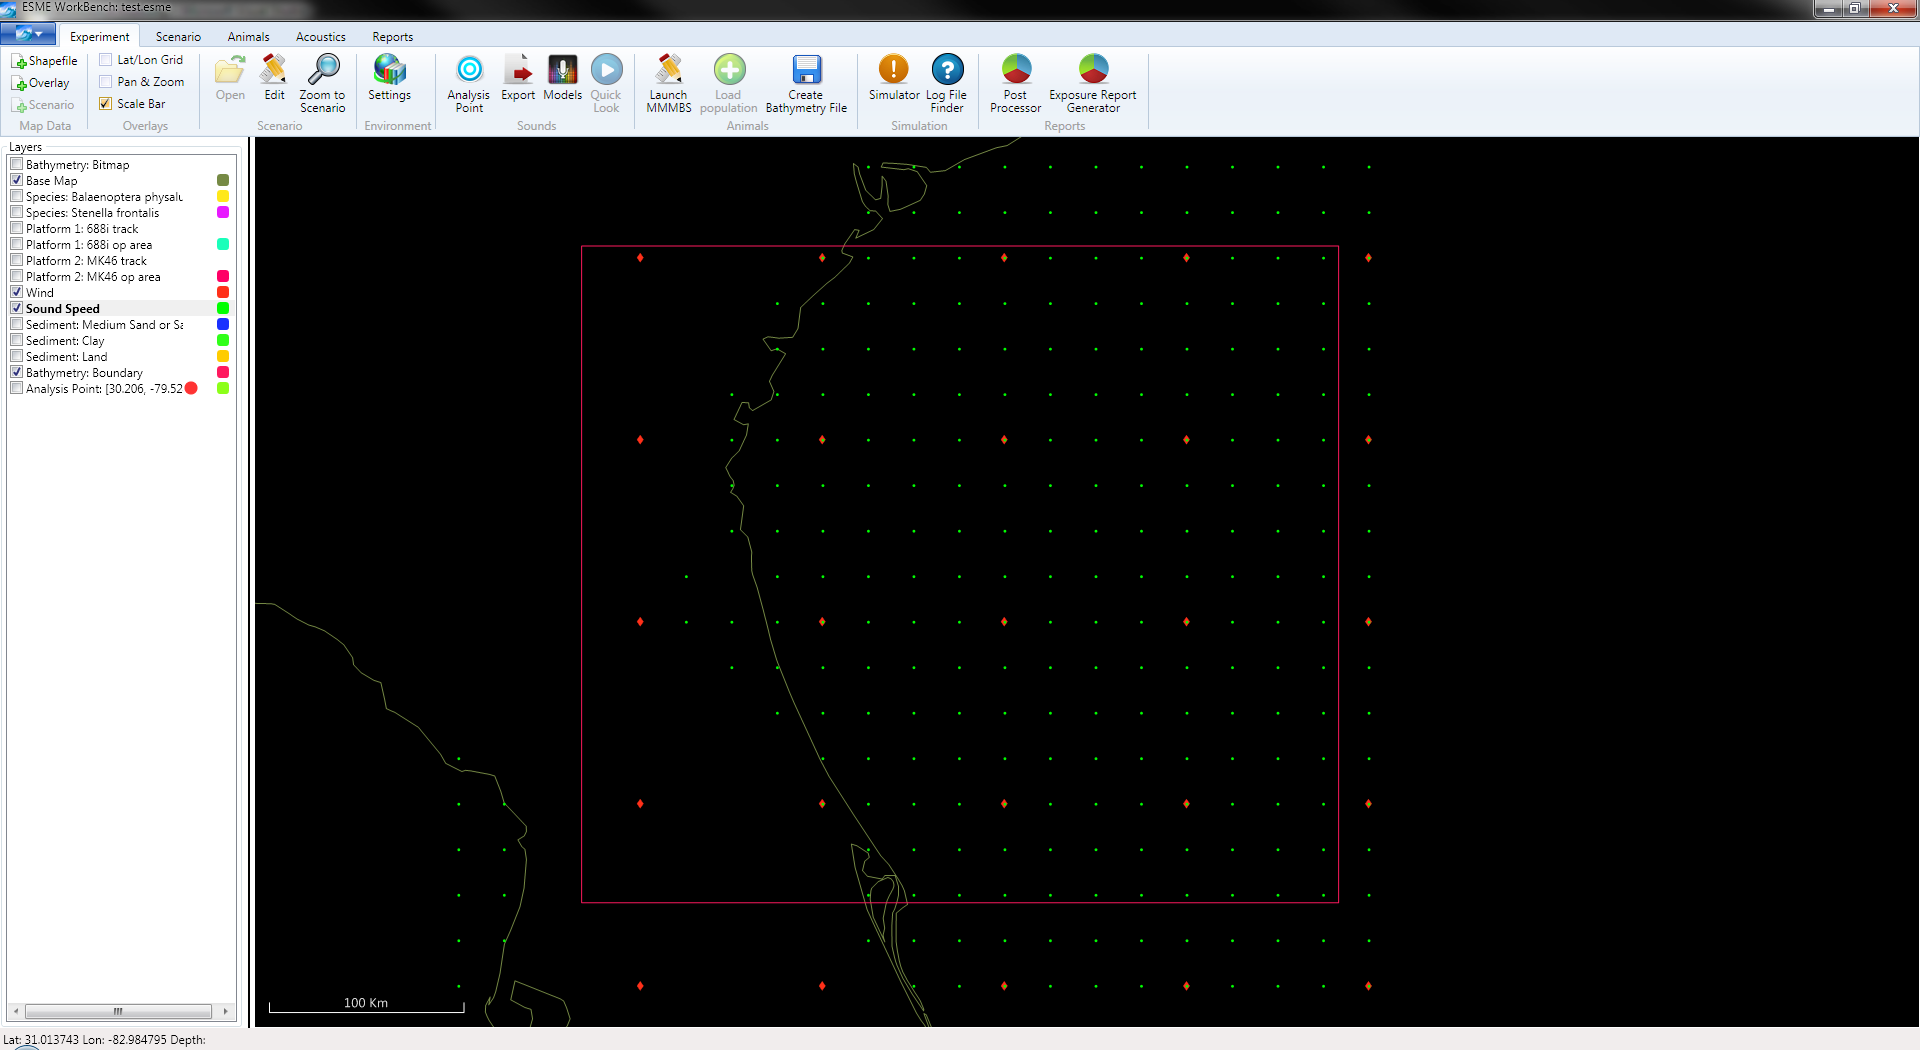 ESME WorkBench: test.esme
Experiment
Scenario
Animals
Acoustics
Reports
Shapefile
Overlay
Scenario
Map Data
Lat/Lon Grid
Pan & Zoom
Scale Bar
Overlays
Open
Edit
Zoom to
Scenario
Scenario
Settings
Environment
Analysis
Point
Export
Models
Quick
Look
Sounds
Launch
MMMBS
Load
population
Create
Bathymetry File
Animals
Simulator
Log File
Finder
Simulation
Post
Processor
Exposure Report
Generator
Reports
Layers
Bathymetry: Bitmap
Base Map
Species: Balaenoptera physalu
Species: Stenella frontalis
Platform 1: 688i track
Platform 1: 688i op area
Platform 2: MK46 track
Platform 2: MK46 op area
Wind
Sound Speed
Sediment: Medium Sand or Sa
Sediment: Clay
Sediment: Land
Bathymetry: Boundary
Analysis Point: [30.206, -79.52
100 Km
Lat: 31.013743 Lon: -82.984795 Depth: